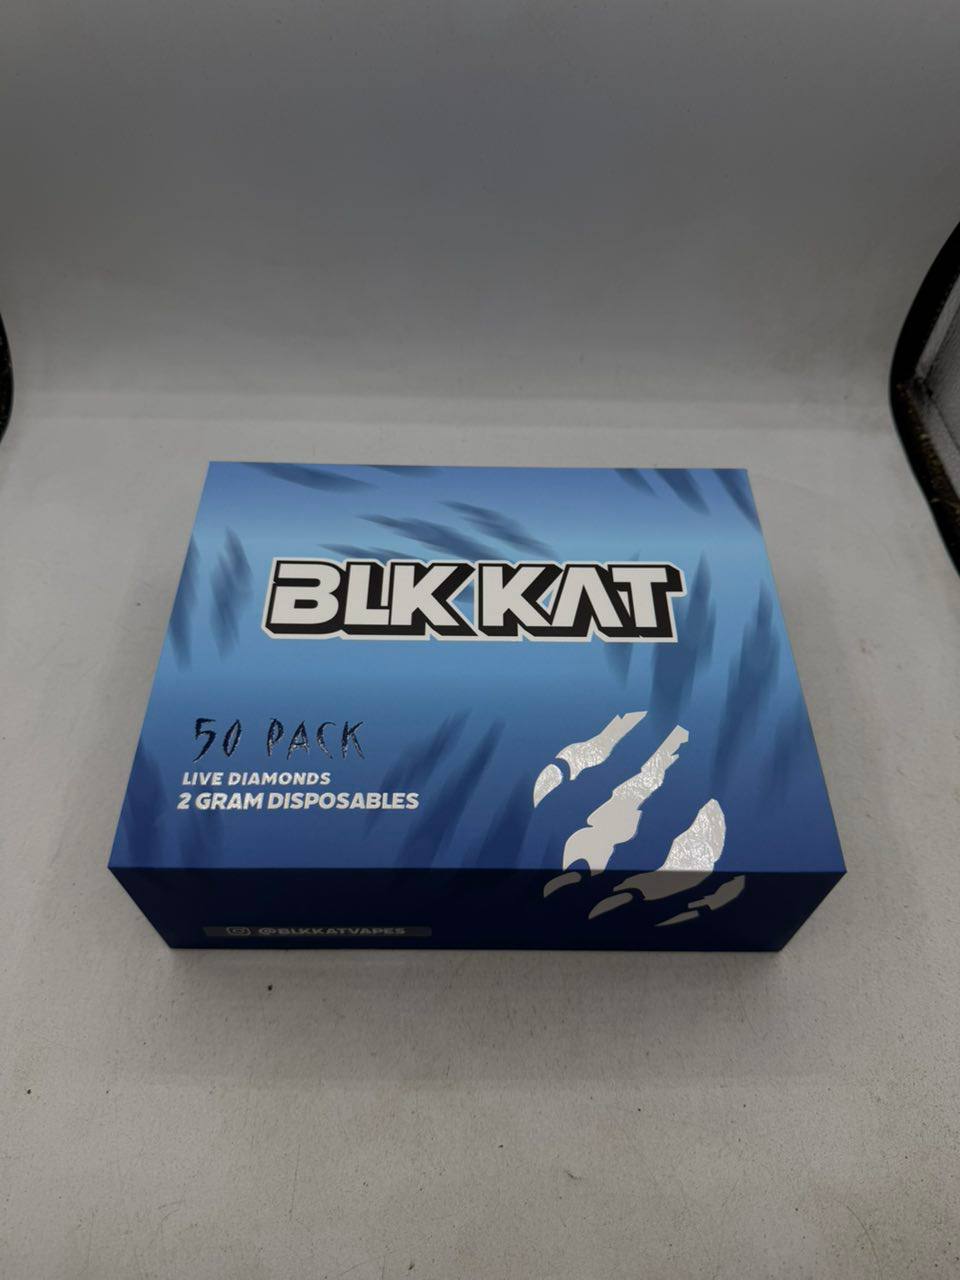 BLK KAT
50 PACK
LIVE DIAMONDS
2 GRAM DISPOSABLES
@BLKKATVAPES